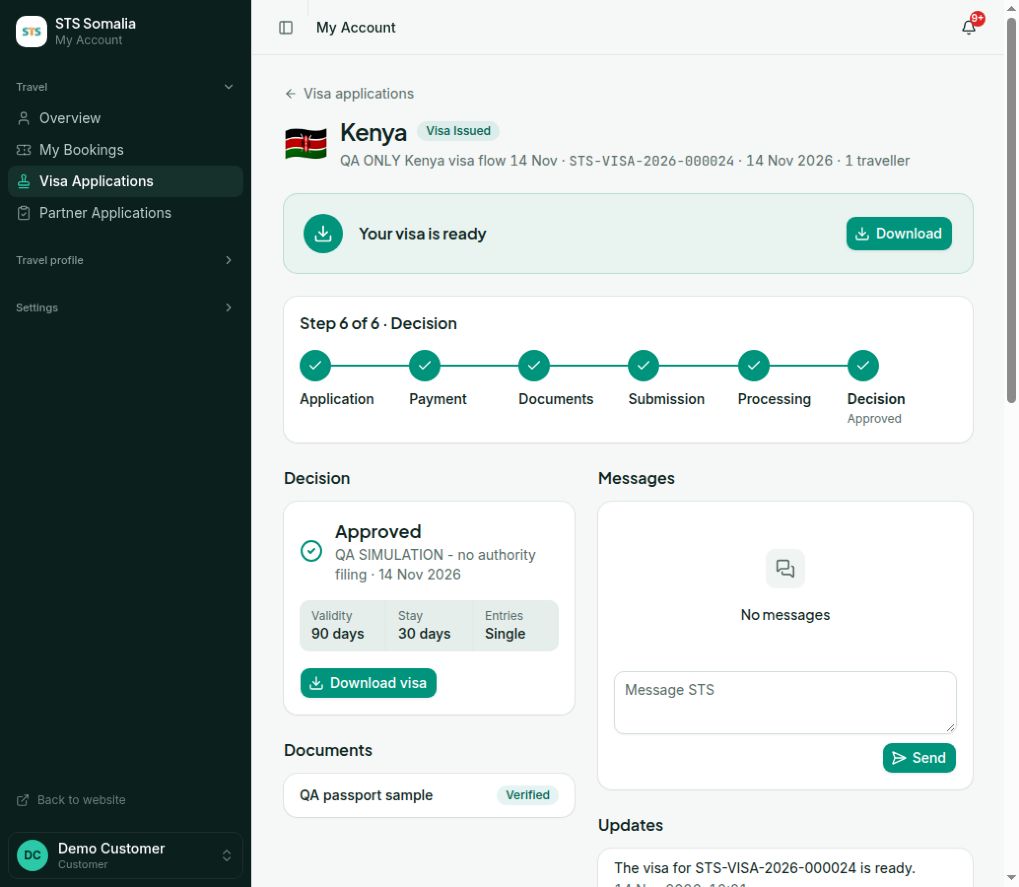 STS
STS Somalia
My Account
Travel
Overview
My Bookings
Visa Applications
Partner Applications
Travel profile
Settings
Back to website
DC
Demo Customer
Customer
My Account
9+
Visa applications
Kenya
Visa Issued
QA ONLY Kenya visa flow 14 Nov · STS-VISA-2026-000024 · 14 Nov 2026 · 1 traveller
Your visa is ready
Download
Step 6 of 6 · Decision
Application
Payment
Documents
Submission
Processing
Decision
Approved
Decision
Approved
QA SIMULATION - no authority
filing · 14 Nov 2026
Validity
90 days
Stay
30 days
Entries
Single
Download visa
Documents
QA passport sample
Verified
Messages
No messages
Message STS
Send
Updates
The visa for STS-VISA-2026-000024 is ready.